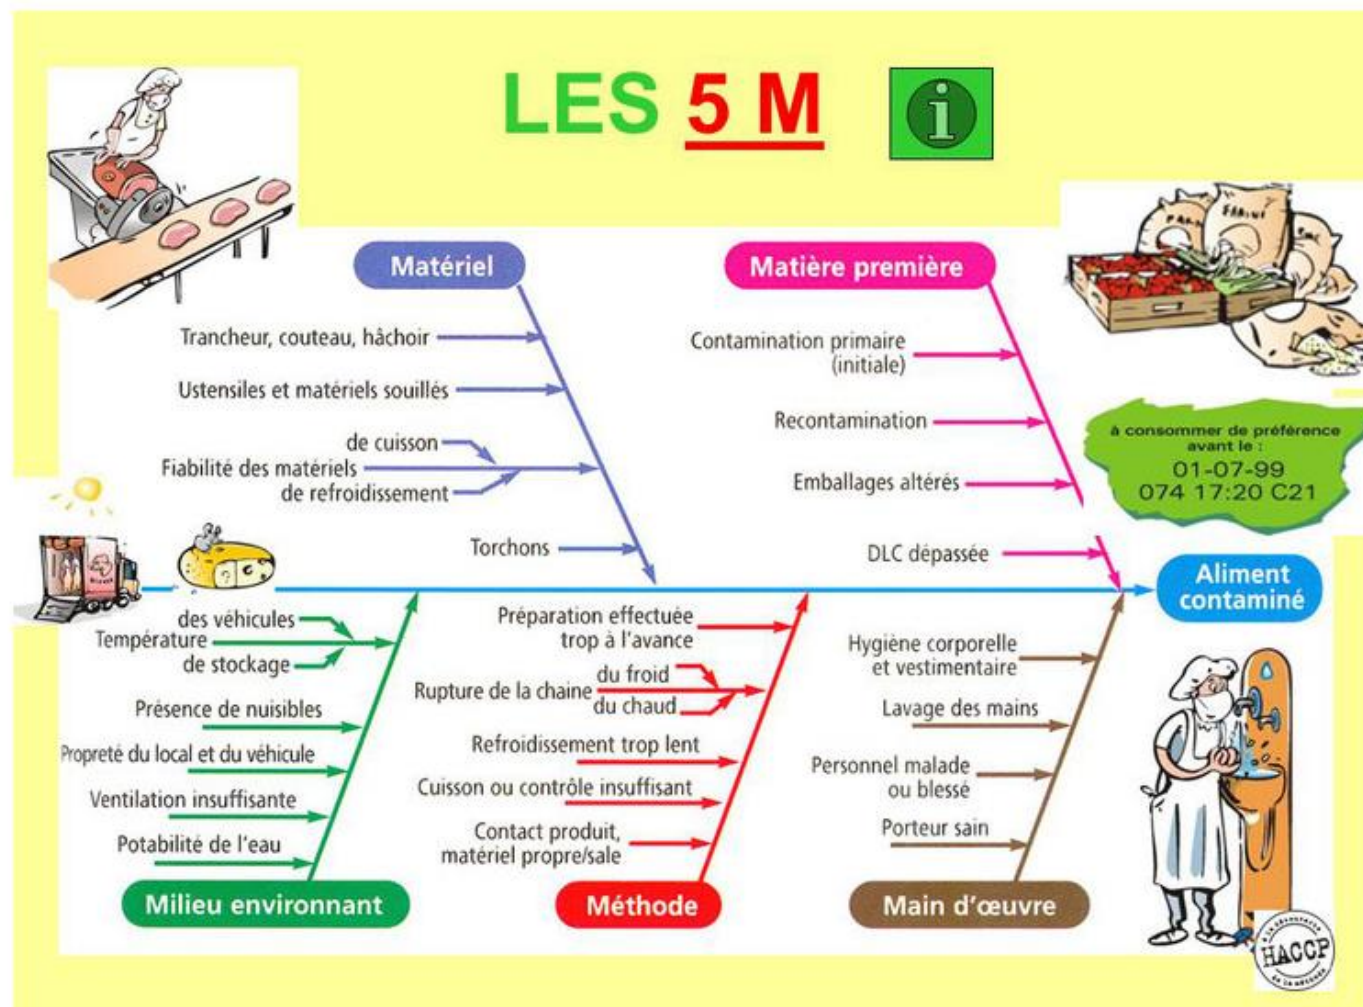 LES 5 M
i
Matériel
Matière première
FARINE
Trancheur, couteau, hâchoir
Ustensiles et matériels souillés
de cuisson
Fiabilité des matériels
de refroidissement
Torchons
Contamination primaire
(initiale)
Recontamination
Emballages altérés
DLC dépassée
à consommer de préférence
avant le :
01-07-99
074 17:20 C21
Aliment
contaminé
des véhicules
Température
de stockage
Présence de nuisibles
Propreté du local et du véhicule
Ventilation insuffisante
Potabilité de l'eau
Préparation effectuée
trop à l'avance
du froid
Rupture de la chaine
du chaud
Refroidissement trop lent
Cuisson ou contrôle insuffisant
Contact produit,
matériel propre/sale
Hygiène corporelle
et vestimentaire
Lavage des mains
Personnel malade
ou blessé
Porteur sain
Milieu environnant
Méthode
Main d'œuvre
HACCP